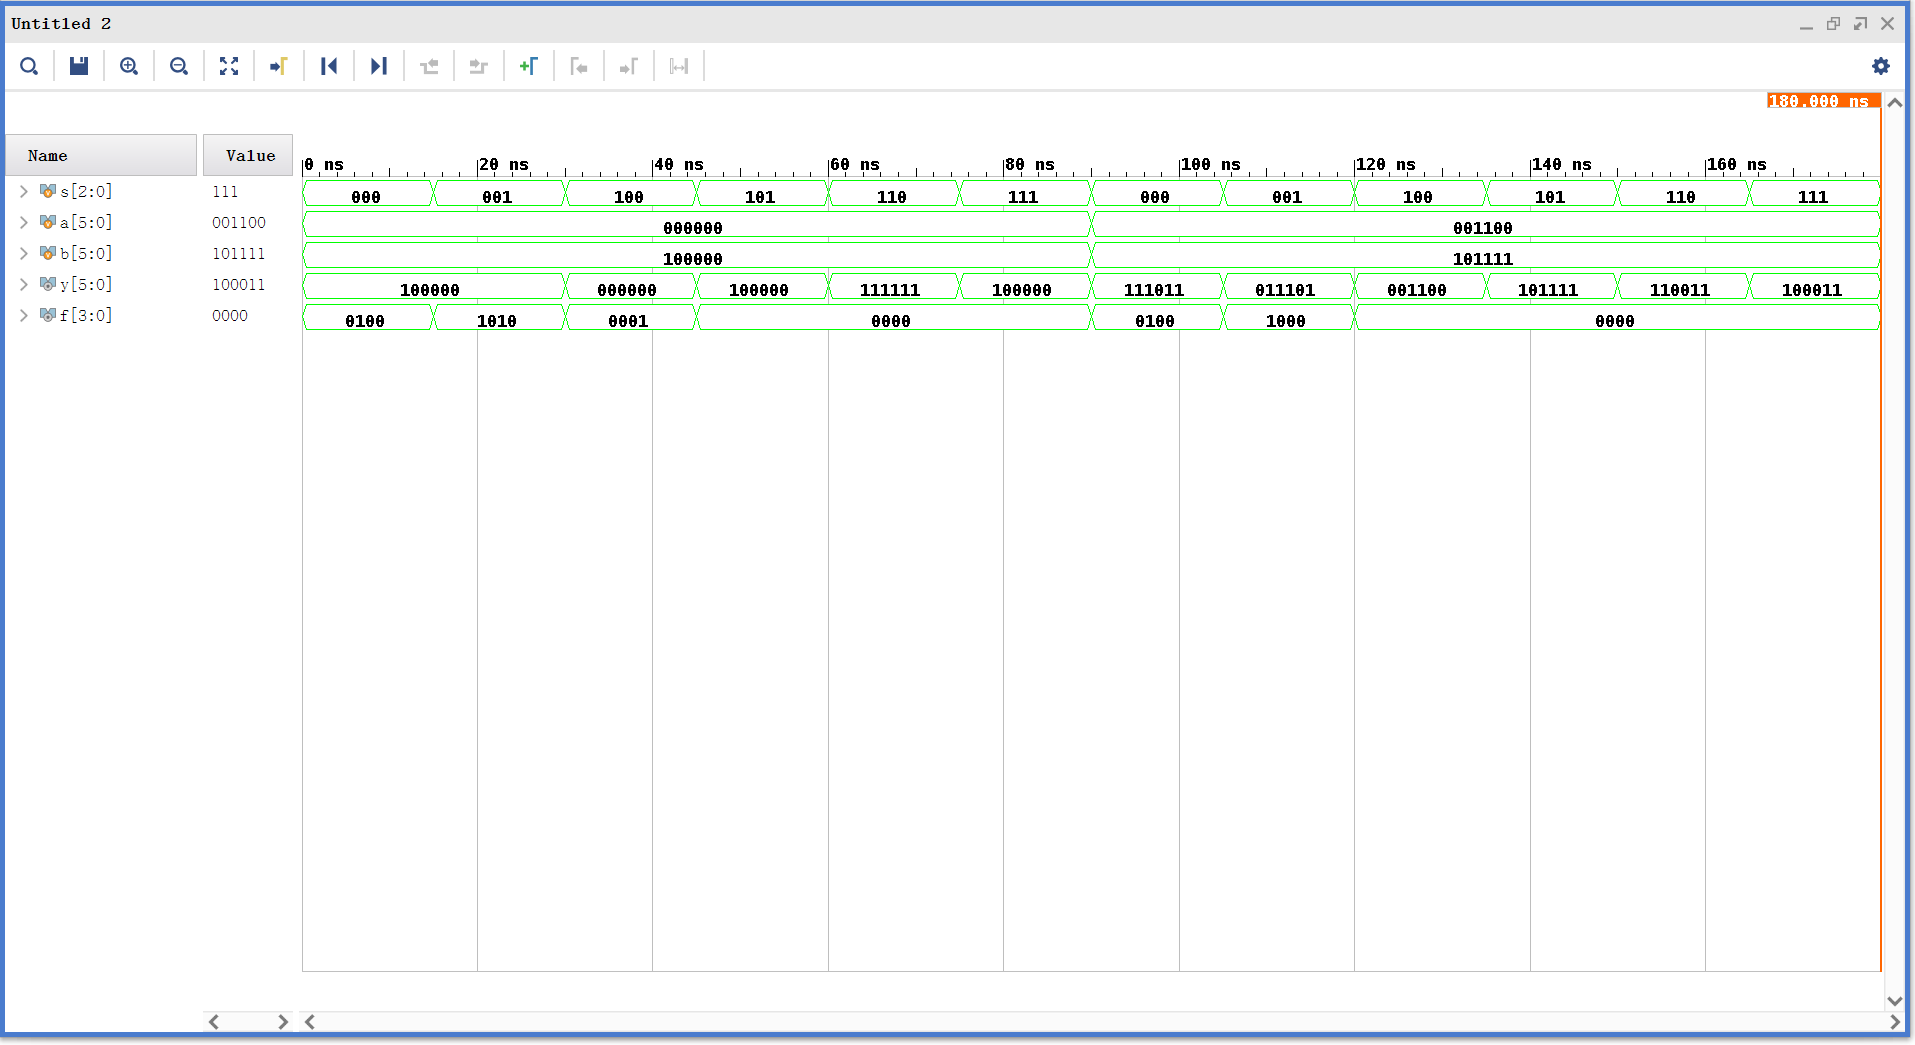 Untitled 2
180.000 ns
Name Value 0 ns 20 ns 40 ns 60 ns 80 ns 100 ns 120 ns 140 ns 160 ns
s[2:0] 111 000 001 100 101 110 111 000 001 100 101 110 111
a[5:0] 001100 000000 001100
b[5:0] 101111 100000 101111
y[5:0] 100011 100000 000000 100000 111111 100000 111011 011101 001100 101111 110011 100011
f[3:0] 0000 0100 1010 0001 0000 0100 1000 0000